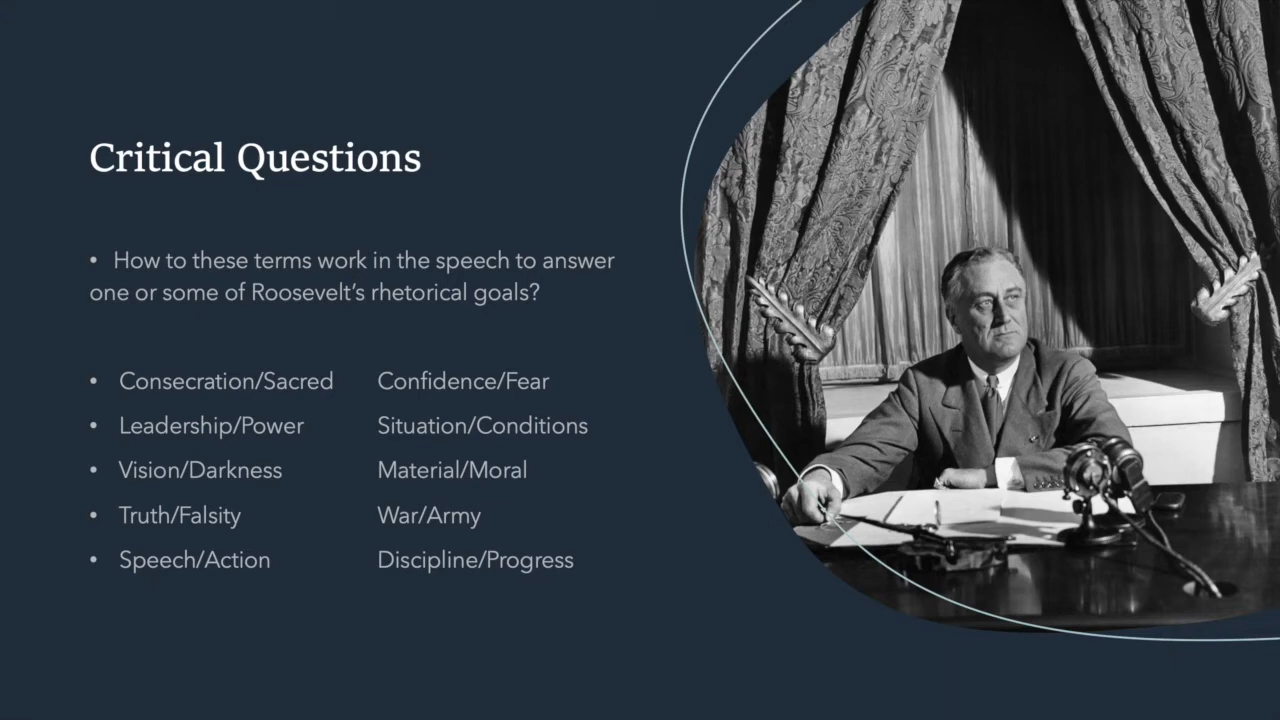 Critical Questions
• How to these terms work in the speech to answer
one or some of Roosevelt’s rhetorical goals?
• Consecration/Sacred Confidence/Fear
• Leadership/Power Situation/Conditions
• Vision/Darkness Material/Moral
• Truth/Falsity War/Army
• Speech/Action Discipline/Progress